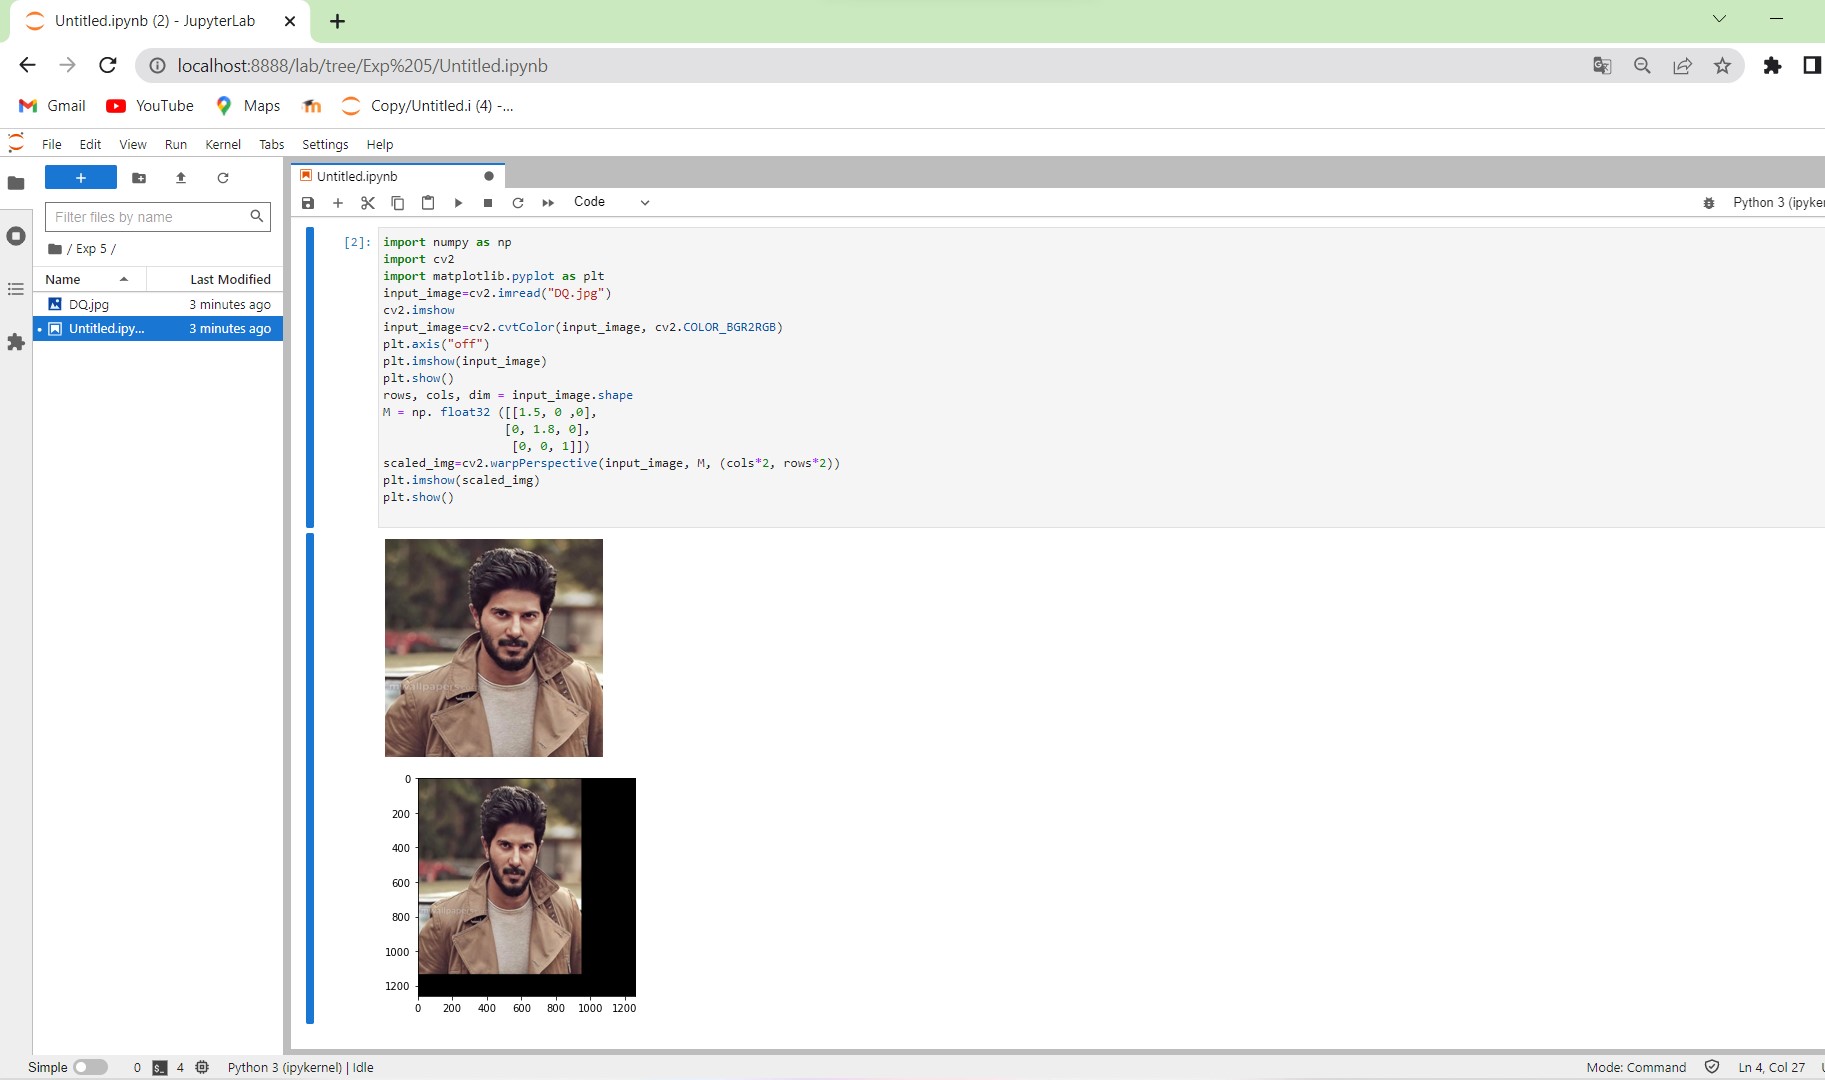 Untitled.ipynb (2) - JupyterLab
localhost:8888/lab/tree/Exp%205/Untitled.ipynb
Gmail YouTube Maps Copy/Untitled.i (4) -...
File Edit View Run Kernel Tabs Settings Help
Untitled.ipynb
Filter files by name
Code
Python 3 (ipyker
/ Exp 5 /
Name Last Modified
DQ.jpg 3 minutes ago
Untitled.ipy... 3 minutes ago
[2]:
import numpy as np
import cv2
import matplotlib.pyplot as plt
input_image=cv2.imread("DQ.jpg")
cv2.imshow
input_image=cv2.cvtColor(input_image, cv2.COLOR_BGR2RGB)
plt.axis("off")
plt.imshow(input_image)
plt.show()
rows, cols, dim = input_image.shape
M = np. float32 ([[1.5, 0 ,0],
[0, 1.8, 0],
[0, 0, 1]])
scaled_img=cv2.warpPerspective(input_image, M, (cols*2, rows*2))
plt.imshow(scaled_img)
plt.show()
0
200
400
600
800
1000
1200
0 200 400 600 800 1000 1200
Simple 0 4 Python 3 (ipykernel) | Idle
Mode: Command Ln 4, Col 27